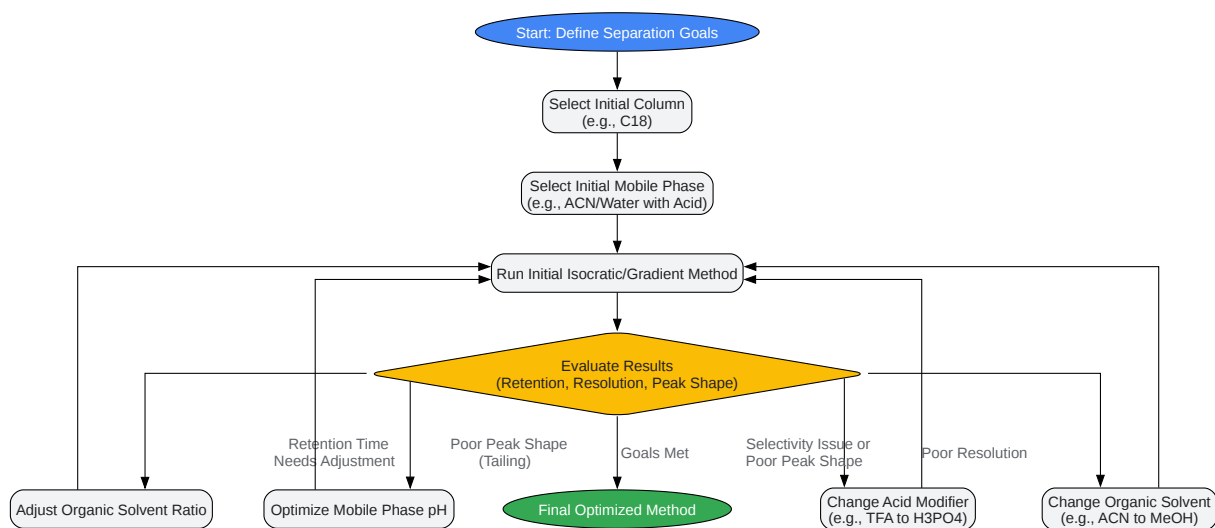 Start: Define Separation Goals
Select Initial Column
(e.g., C18)
Select Initial Mobile Phase
(e.g., ACN/Water with Acid)
Run Initial Isocratic/Gradient Method
Evaluate Results
(Retention, Resolution, Peak Shape)
Retention Time
Needs Adjustment
Poor Peak Shape
(Tailing)
Goals Met
Selectivity Issue or
Poor Peak Shape
Poor Resolution
Adjust Organic Solvent Ratio
Optimize Mobile Phase pH
Final Optimized Method
Change Acid Modifier
(e.g., TFA to H3PO4)
Change Organic Solvent
(e.g., ACN to MeOH)